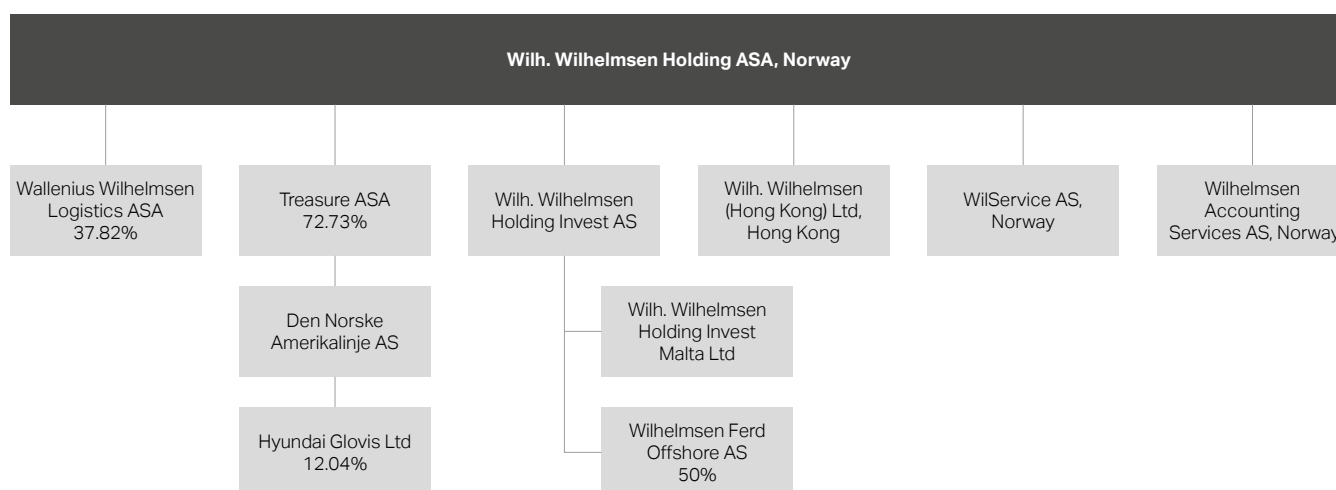 Wilh. Wilhelmsen Holding ASA, Norway
Wallenius Wilhelmsen
Logistics ASA
37.82%
Treasure ASA
72.73%
Wilh. Wilhelmsen
Holding Invest AS
Wilh. Wilhelmsen
(Hong Kong) Ltd,
Hong Kong
WilService AS,
Norway
Wilhelmsen
Accounting
Services AS, Norway
Den Norske
Amerikalinje AS
Wilh. Wilhelmsen
Holding Invest
Malta Ltd
Hyundai Glovis Ltd
12.04%
Wilhelmsen Ferd
Offshore AS
50%